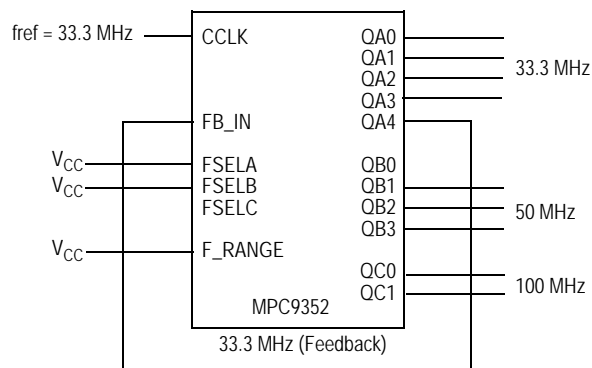 fref = 33.3 MHz
CCLK
QA0
QA1
QA2
QA3
QA4
33.3 MHz
FB_IN
VCC
FSELA
VCC
FSELB
FSELC
VCC
F_RANGE
QB0
QB1
QB2
QB3
50 MHz
QC0
QC1
100 MHz
MPC9352
33.3 MHz (Feedback)